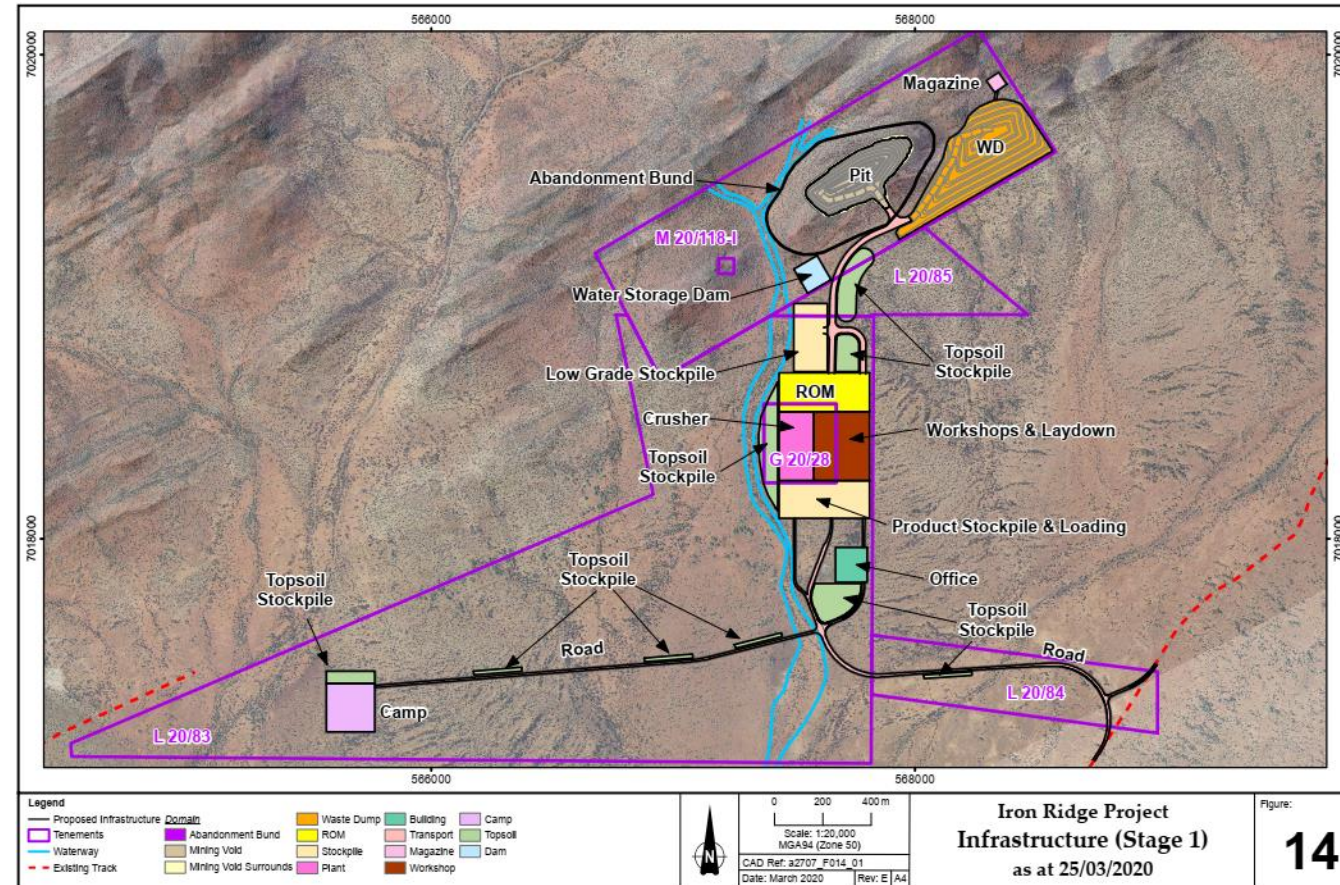 566000
568000
7020000
7020000
Magazine
WD
Abandonment Bund
Pit
M 20/118-I
L 20/85
Water Storage Dam
Topsoil
Stockpile
Low Grade Stockpile
ROM
Crusher
Workshops & Laydown
Topsoil
Stockpile
G 20/28
Product Stockpile & Loading
7018000
7018000
Topsoil
Stockpile
Topsoil
Stockpile
Office
Topsoil
Stockpile
Road
Road
Camp
L 20/83
L 20/84
566000
568000
Legend
Proposed Infrastructure
Tenements
Waterway
Existing Track
Domain
Abandonment Bund
Mining Void
Mining Void Surrounds
Waste Dump
ROM
Stockpile
Plant
Building
Transport
Magazine
Workshop
Camp
Topsoil
Dam
N
0 200 400 m
Scale: 1:20,000
MGA94 (Zone 50)
CAD Ref: a2707_F014_01
Date: March 2020 Rev: E A4
Iron Ridge Project
Infrastructure (Stage 1)
as at 25/03/2020
Figure:
14